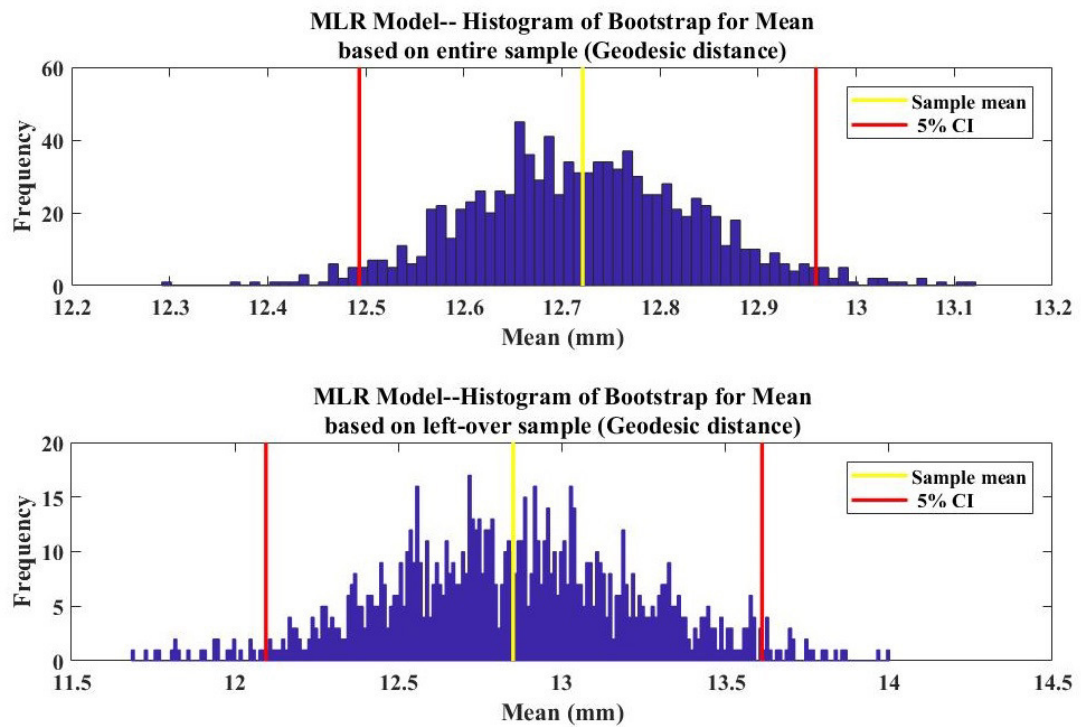 MLR Model-- Histogram of Bootstrap for Mean
based on entire sample (Geodesic distance)
60
40
20
0
Frequency
12.2 12.3 12.4 12.5 12.6 12.7 12.8 12.9 13 13.1 13.2
Mean (mm)
Sample mean
5% CI
MLR Model--Histogram of Bootstrap for Mean
based on left-over sample (Geodesic distance)
20
15
10
5
0
Frequency
11.5 12 12.5 13 13.5 14 14.5
Mean (mm)
Sample mean
5% CI